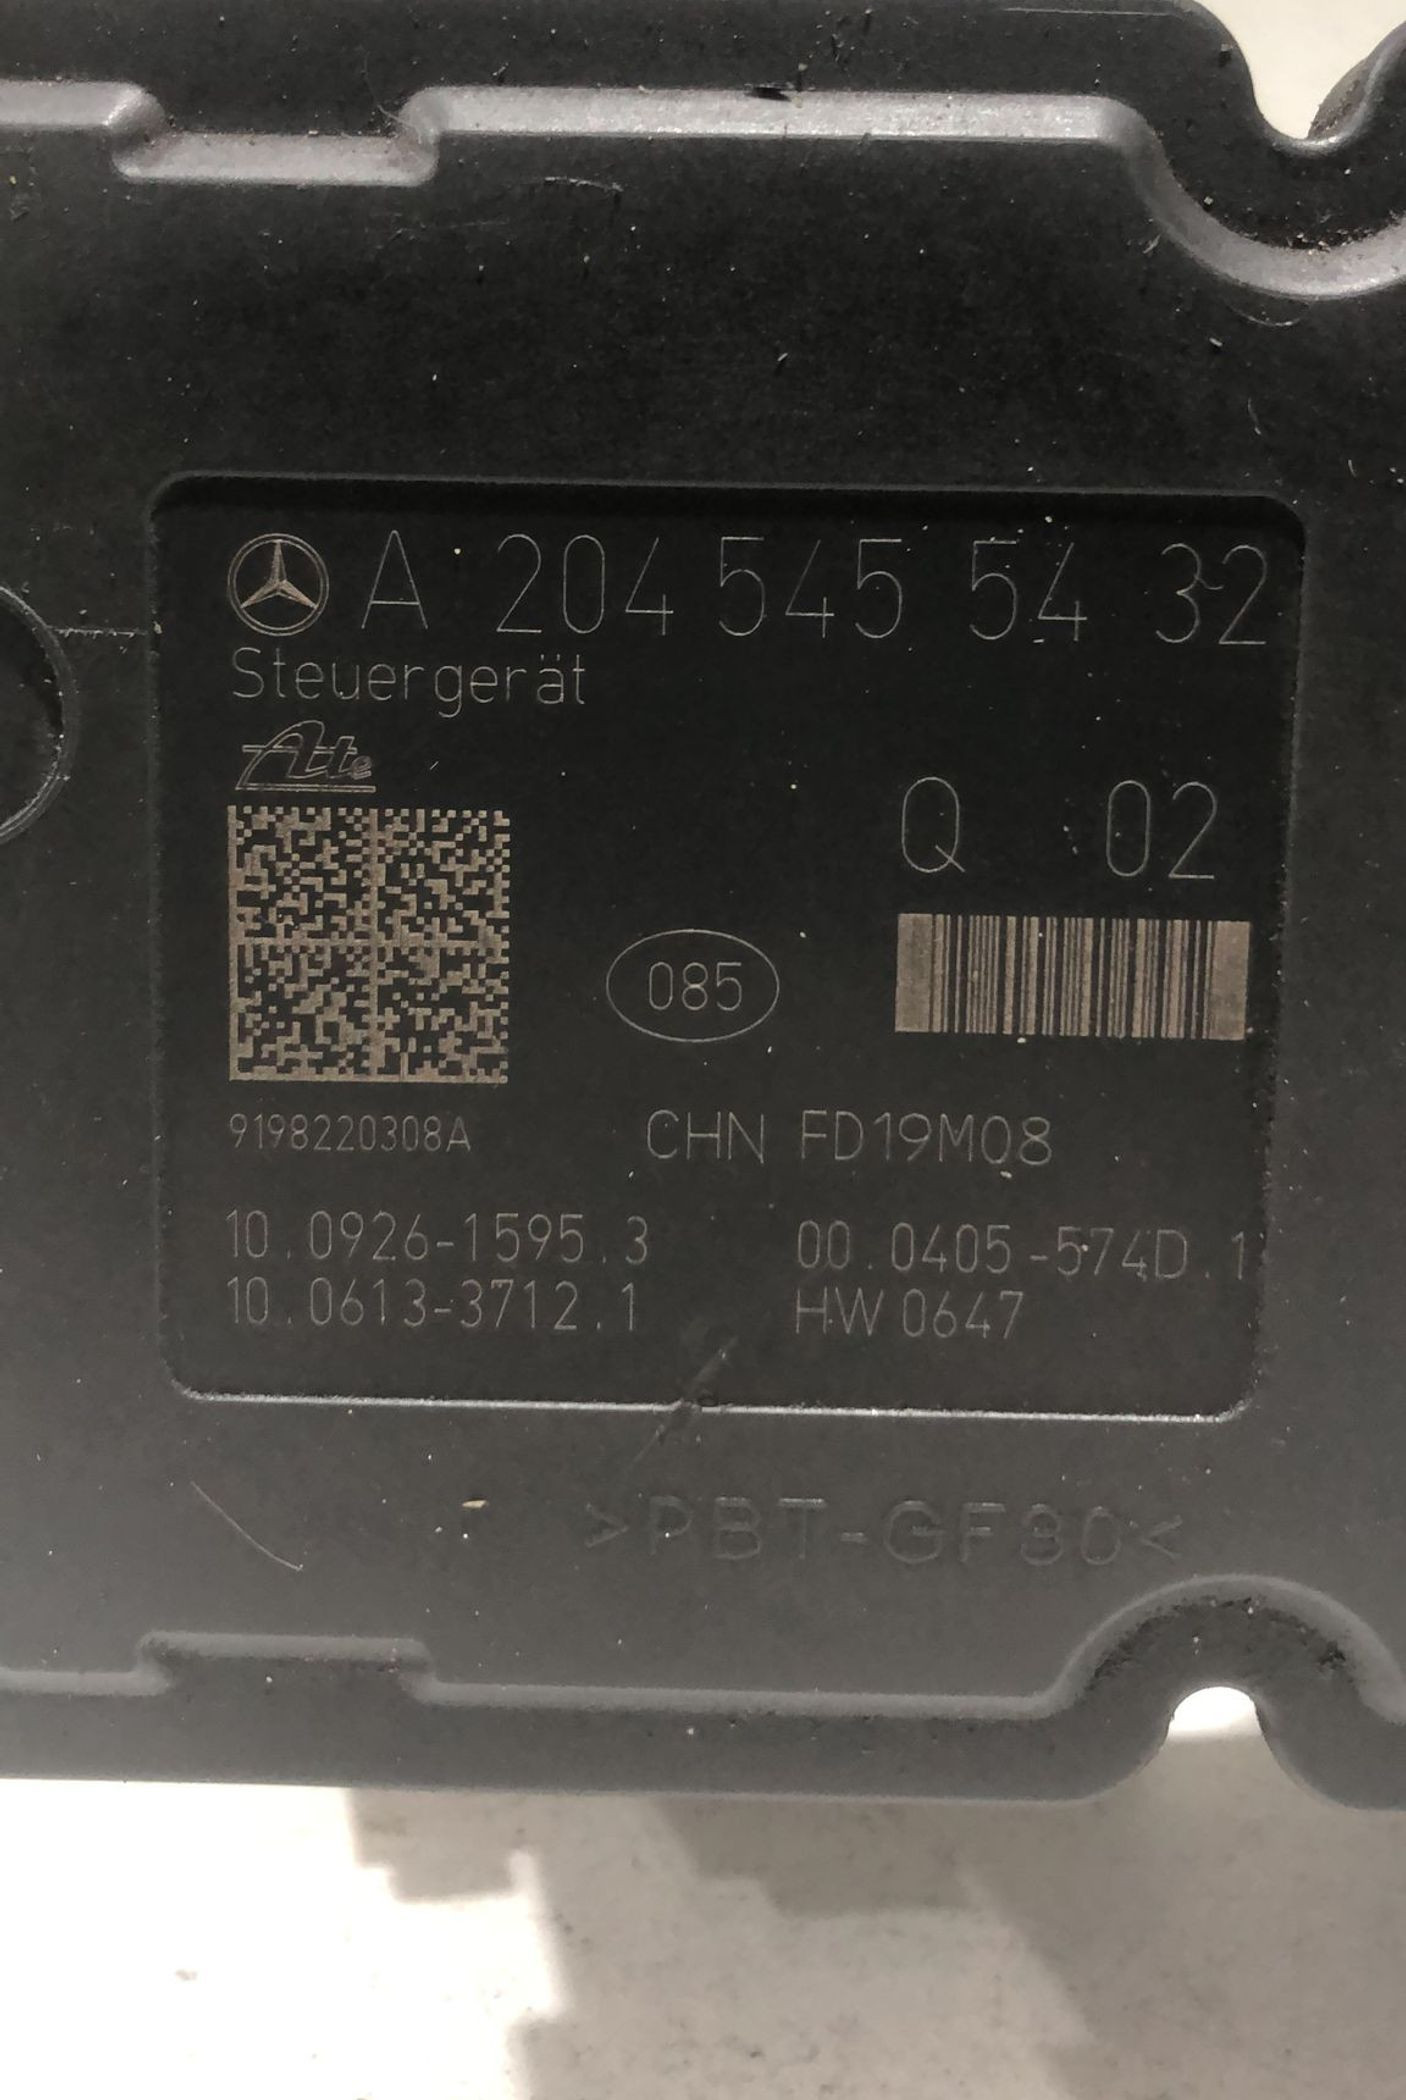 A 204 545 54 32
Steuergerät
Ate
Q 02
085
9198220308A CHN FD19M08
10.0926-1595.3 00.0405-574D.1
10.0613-3712.1 HW 0647
>PBT-GF30<